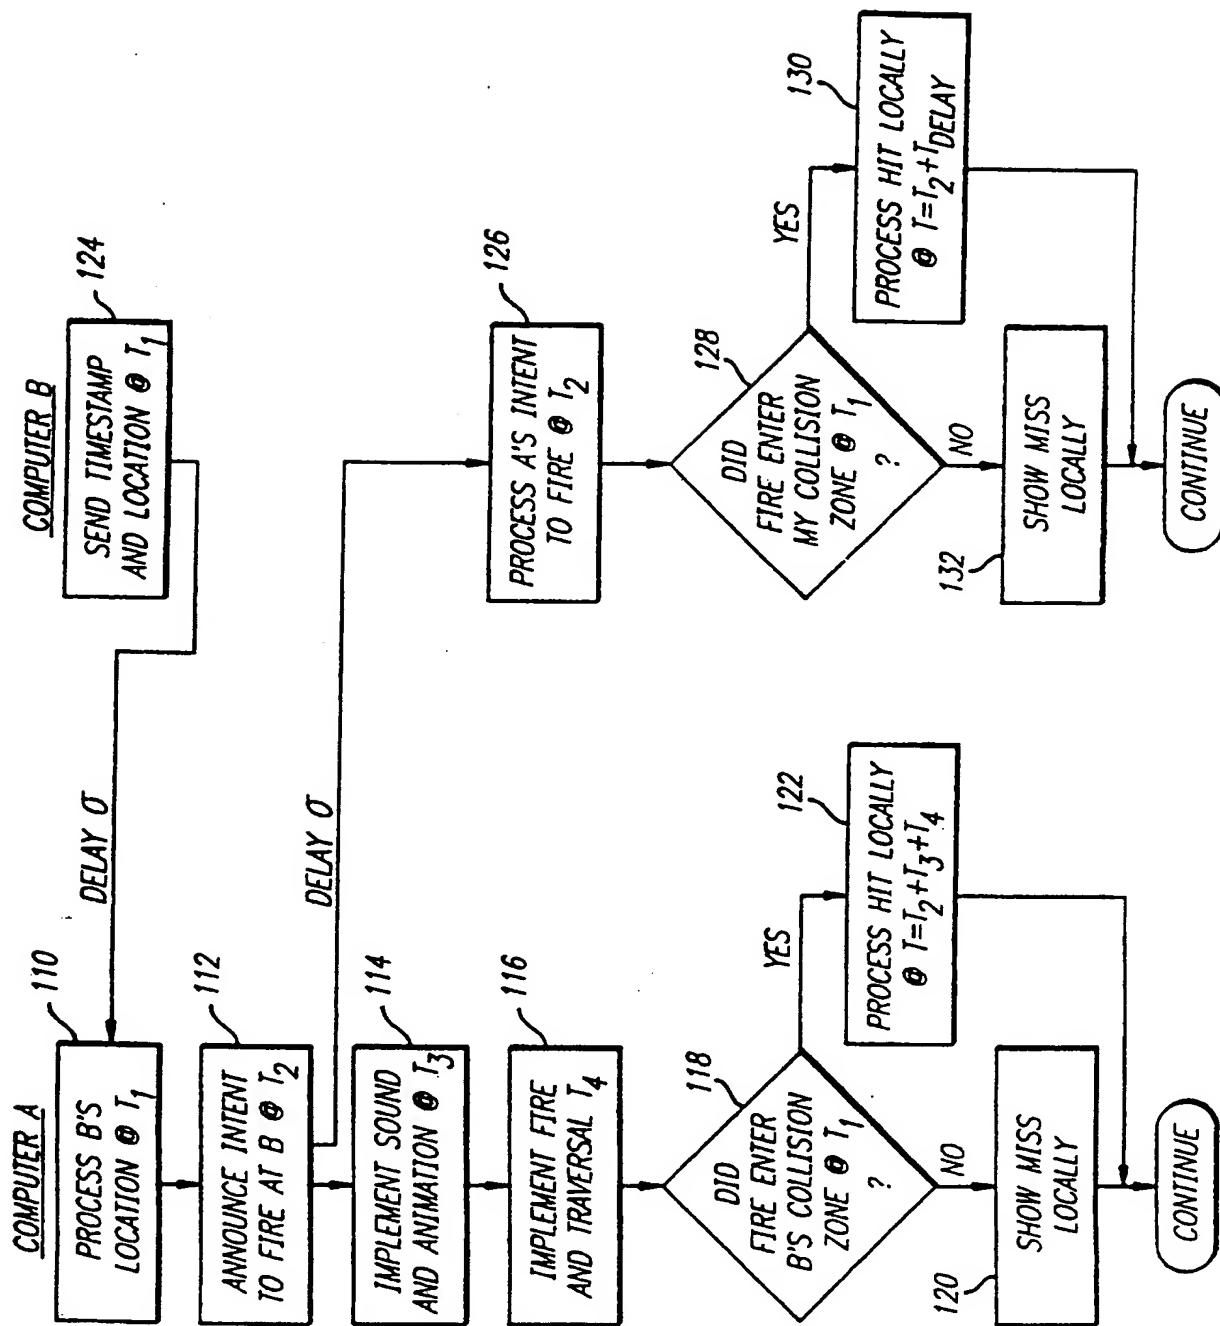 COMPUTER A
110
PROCESS B'S
LOCATION @ T1
112
ANNOUNCE INTENT
TO FIRE AT B @ T2
114
IMPLEMENT SOUND
AND ANIMATION @ T3
116
IMPLEMENT FIRE
AND TRAVERSAL T4
118
DID
FIRE ENTER
B'S COLLISION
ZONE @ T1
?
YES
122
PROCESS HIT LOCALLY
@ T=T2+T3+T4
NO
120
SHOW MISS
LOCALLY
CONTINUE
DELAY σ
DELAY σ
COMPUTER B
124
SEND TIMESTAMP
AND LOCATION @ T1
126
PROCESS A'S INTENT
TO FIRE @ T2
128
DID
FIRE ENTER
MY COLLISION
ZONE @ T1
?
YES
130
PROCESS HIT LOCALLY
@ T=T2+TDELAY
NO
132
SHOW MISS
LOCALLY
CONTINUE